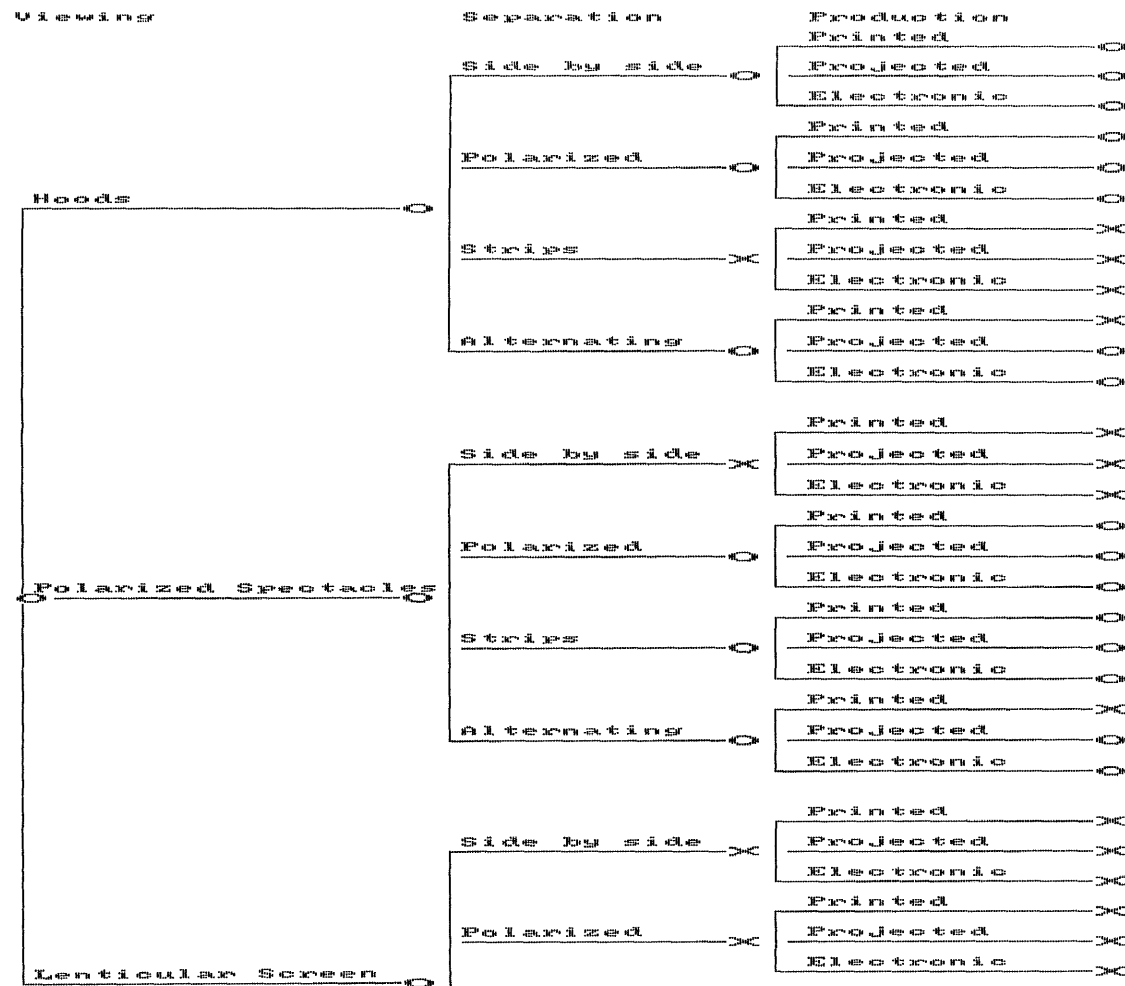 Viewing Separation Production
Printed
Side by side Projected
Electronic
Printed
Polarized Projected
Hoods Electronic
Printed
Strips Projected
Electronic
Printed
Alternating Projected
Electronic
Printed
Side by side Projected
Electronic
Printed
Polarized Projected
Polarized Spectacles Electronic
Printed
Strips Projected
Electronic
Printed
Alternating Projected
Electronic
Printed
Side by side Projected
Electronic
Printed
Polarized Projected
Lenticular Screen Electronic